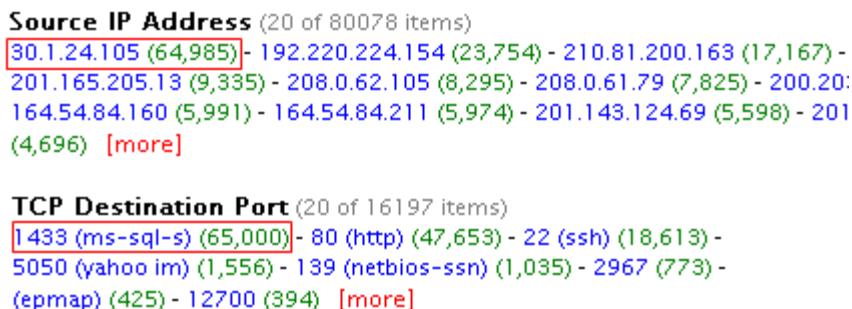 Source IP Address (20 of 80078 items)
30.1.24.105 (64,985) - 192.220.224.154 (23,754) - 210.81.200.163 (17,167) -
201.165.205.13 (9,335) - 208.0.62.105 (8,295) - 208.0.61.79 (7,825) - 200.20
164.54.84.160 (5,991) - 164.54.84.211 (5,974) - 201.143.124.69 (5,598) - 201
(4,696) [more]
TCP Destination Port (20 of 16197 items)
1433 (ms-sql-s) (65,000) - 80 (http) (47,653) - 22 (ssh) (18,613) -
5050 (yahoo im) (1,556) - 139 (netbios-ssn) (1,035) - 2967 (773) -
(epmap) (425) - 12700 (394) [more]